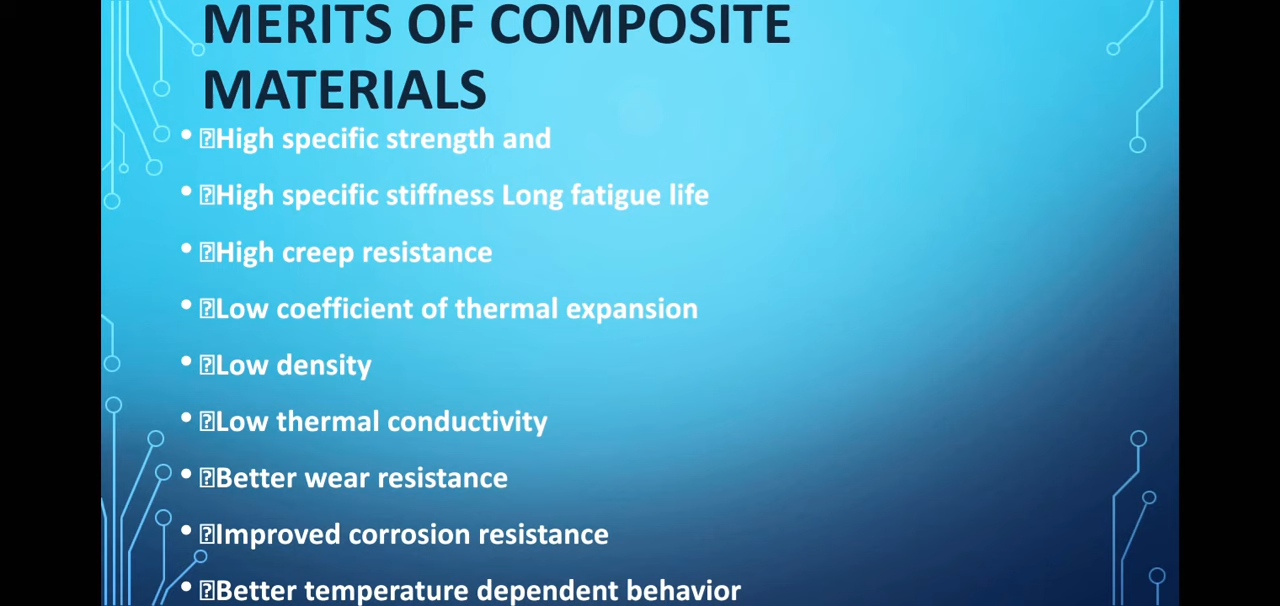 MERITS OF COMPOSITE
MATERIALS
• �High specific strength and
• �High specific stiffness Long fatigue life
• �High creep resistance
• �Low coefficient of thermal expansion
• �Low density
• �Low thermal conductivity
• �Better wear resistance
• �Improved corrosion resistance
• �Better temperature dependent behavior